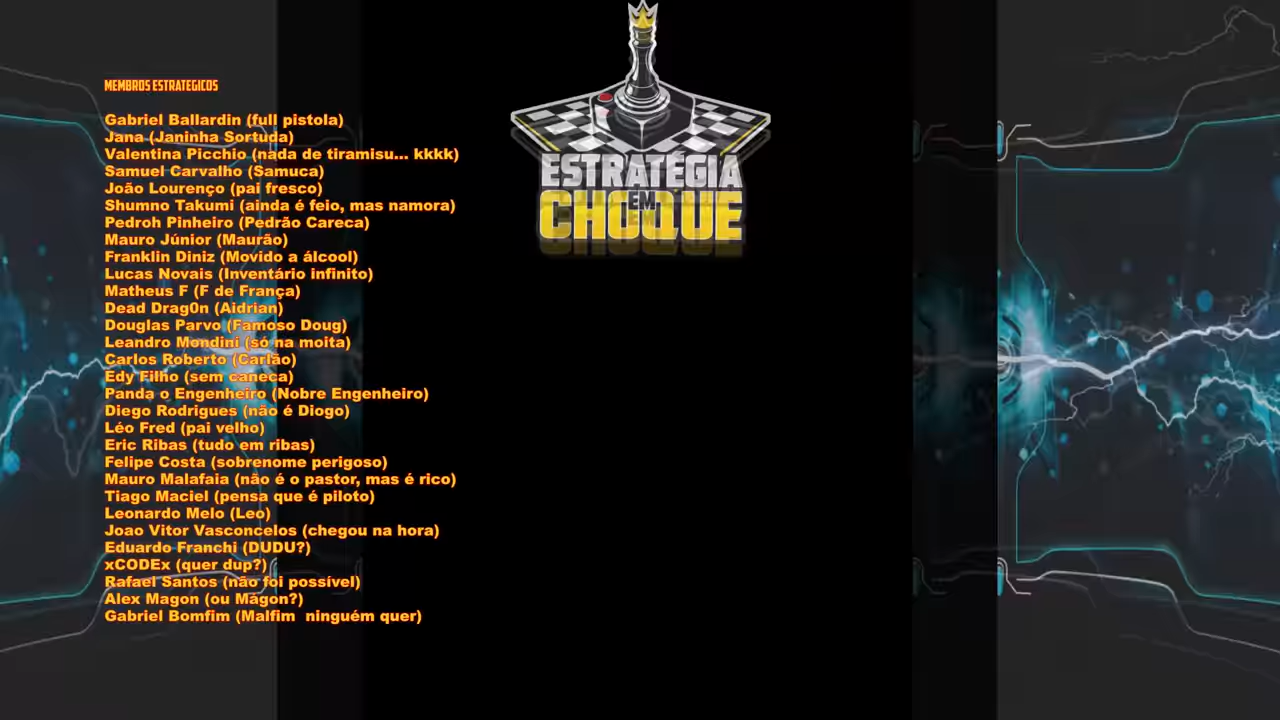 ESTRATÉGIA
EM
CHOQUE
MEMBROS ESTRATEGICOS
Gabriel Ballardin (full pistola)
Jana (Janinha Sortuda)
Valentina Picchio (nada de tiramisu... kkkk)
Samuel Carvalho (Samuca)
João Lourenço (pai fresco)
Shumno Takumi (ainda é feio, mas namora)
Pedroh Pinheiro (Pedrão Careca)
Mauro Júnior (Maurão)
Franklin Diniz (Movido a álcool)
Lucas Novais (Inventário infinito)
Matheus F (F de França)
Dead Drag0n (Aidrian)
Douglas Parvo (Famoso Doug)
Leandro Mondini (só na moita)
Carlos Roberto (Carlão)
Edy Filho (sem caneca)
Panda o Engenheiro (Nobre Engenheiro)
Diego Rodrigues (não é Diogo)
Léo Fred (pai velho)
Eric Ribas (tudo em ribas)
Felipe Costa (sobrenome perigoso)
Mauro Malafaia (não é o pastor, mas é rico)
Tiago Maciel (pensa que é piloto)
Leonardo Melo (Leo)
Joao Vitor Vasconcelos (chegou na hora)
Eduardo Franchi (DUDU?)
xCODEx (quer dup?)
Rafael Santos (não foi possível)
Alex Magon (ou Mágon?)
Gabriel Bomfim (Malfim  ninguém quer)